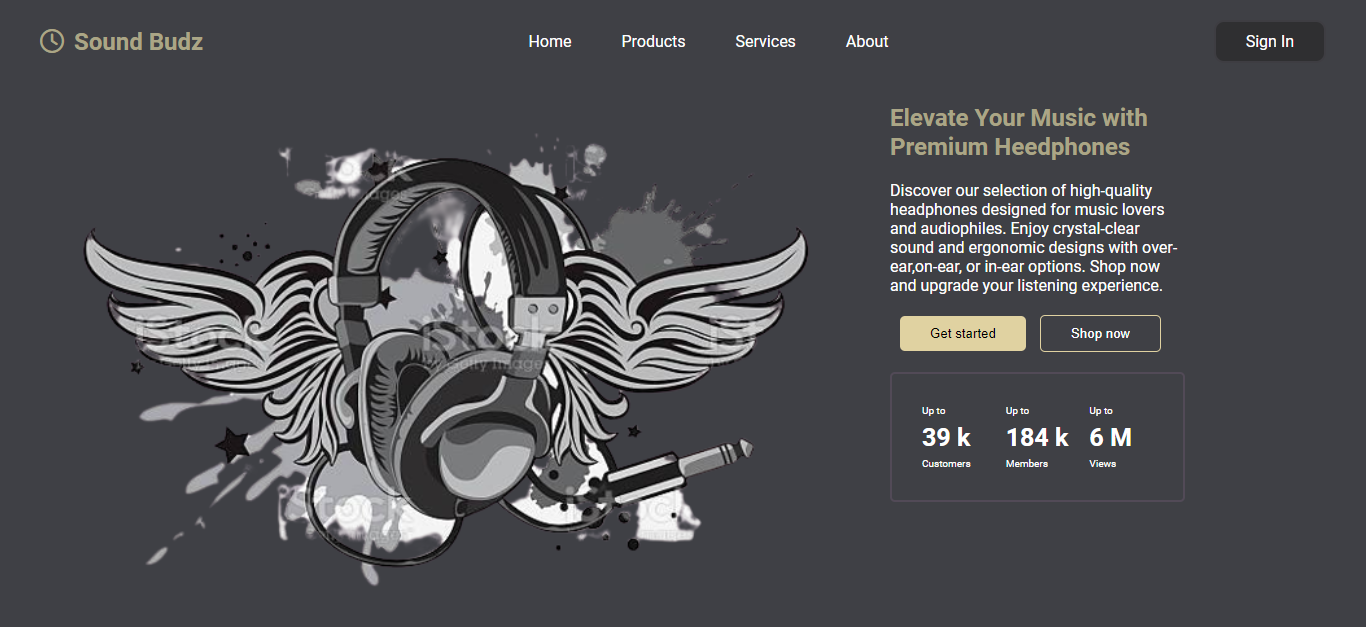 Sound Budz
Home
Products
Services
About
Sign In
Elevate Your Music with
Premium Heedphones
Discover our selection of high-quality
headphones designed for music lovers
and audiophiles. Enjoy crystal-clear
sound and ergonomic designs with over-
ear,on-ear, or in-ear options. Shop now
and upgrade your listening experience.
Get started
Shop now
Up to
39 k
Customers
Up to
184 k
Members
Up to
6 M
Views
iStock
by Getty Images